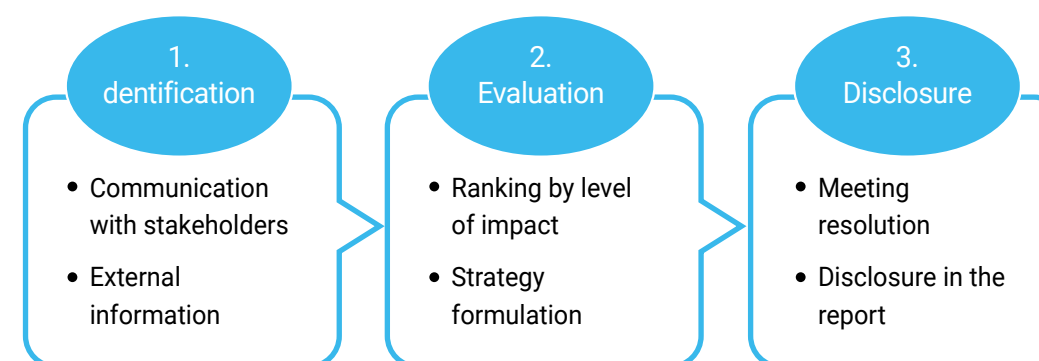 1.
dentification
• Communication
with stakeholders
• External
information
2.
Evaluation
• Ranking by level
of impact
• Strategy
formulation
3.
Disclosure
• Meeting
resolution
• Disclosure in the
report